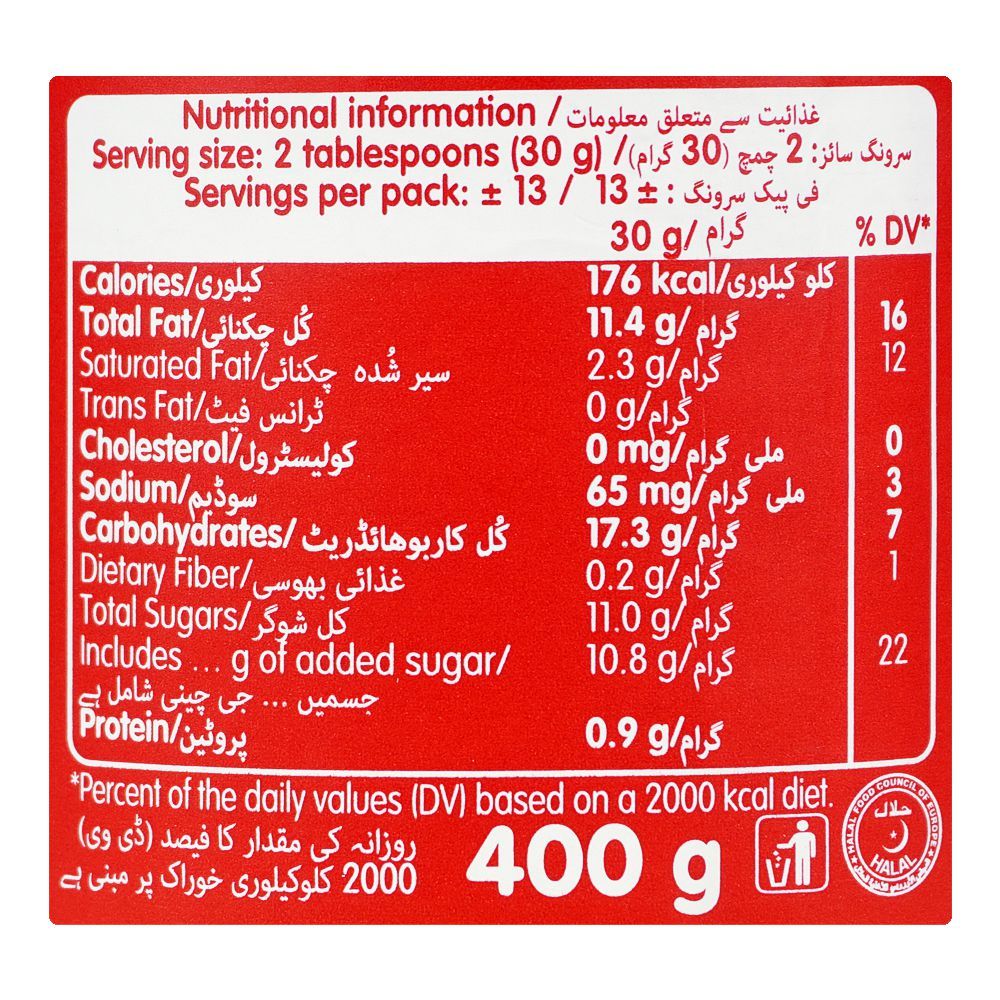 Nutritional information / غذائیت سے متعلق معلومات
Serving size: 2 tablespoons (30 g) / سرونگ سائز: 2 چمچ (30 گرام)
Servings per pack: ± 13 / 13 ± : فی پیک سرونگ
30 g/ گرام % DV*
Calories/کیلوری 176 kcal/کلو کیلوری
Total Fat/کُل چکنائی 11.4 g/گرام 16
Saturated Fat/سیر شُدہ چکنائی 2.3 g/گرام 12
Trans Fat/ٹرانس فیٹ 0 g/گرام
Cholesterol/کولیسٹرول 0 mg/ملی گرام 0
Sodium/سوڈیم 65 mg/ملی گرام 3
Carbohydrates/کُل کاربوھائڈریٹ 17.3 g/گرام 7
Dietary Fiber/غذائی بھوسی 0.2 g/گرام 1
Total Sugars/کل شوگر 11.0 g/گرام
Includes ... g of added sugar/ 10.8 g/گرام 22
جسمیں ... جی چینی شامل ہے
Protein/پروٹین 0.9 g/گرام
*Percent of the daily values (DV) based on a 2000 kcal diet.
روزانہ کی مقدار کا فیصد (ڈی وی)
2000 کلوکیلوری خوراک پر مبنی ہے
400 g
HALAL FOOD COUNCIL OF EUROPE
حلال
HALAL